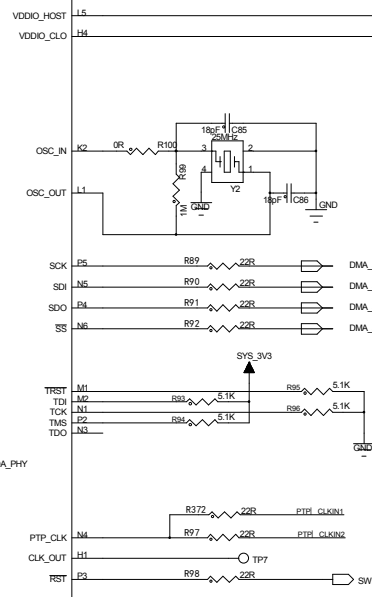 VDDIO_HOST L5
VDDIO_CLO H4
18pF C85
25MHz
0R R100 3 2
OSC_IN K2
R99 4 1
Y2
OSC_OUT L1
18pF C86
1M GND GND
SCK P5 R89 22R DMA_
SDI N5 R90 22R DMA_
SDO P4 R91 22R DMA_
SS N6 R92 22R DMA_
SYS_3V3
TRST M1 R95 5.1K
TDI M2 R93 5.1K
TCK N1 R96 5.1K
TMS P2 R94 5.1K
TDO N3
GND
A_PHY
R372 22R PTP_CLKIN1
PTP_CLK N4 R97 22R PTP_CLKIN2
CLK_OUT H1 TP7
RST P3 R98 22R SW